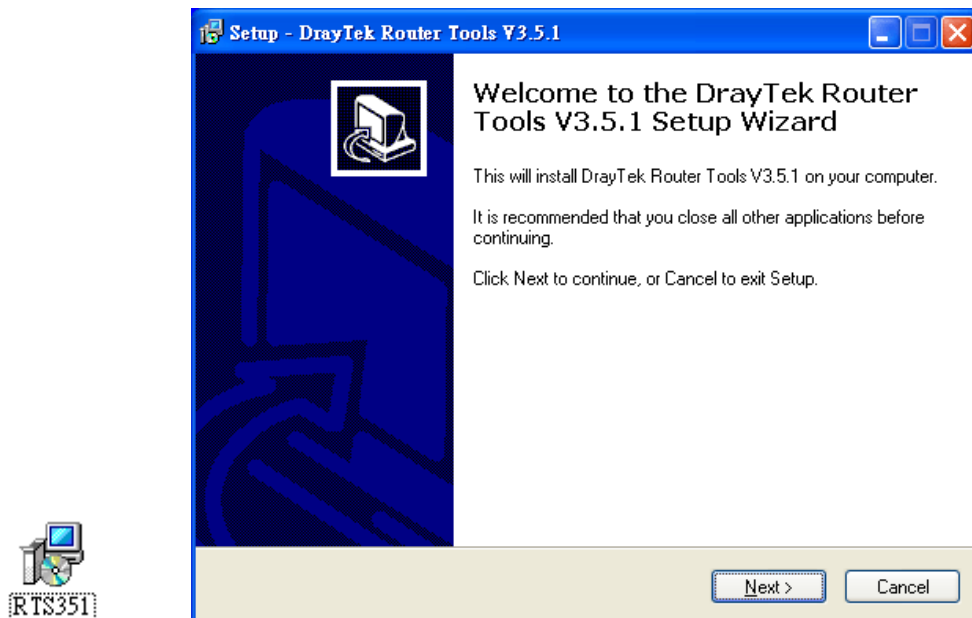 Setup - DrayTek Router Tools V3.5.1
Welcome to the DrayTek Router
Tools V3.5.1 Setup Wizard
This will install DrayTek Router Tools V3.5.1 on your computer.
It is recommended that you close all other applications before
continuing.
Click Next to continue, or Cancel to exit Setup.
Next >
Cancel
RTS351